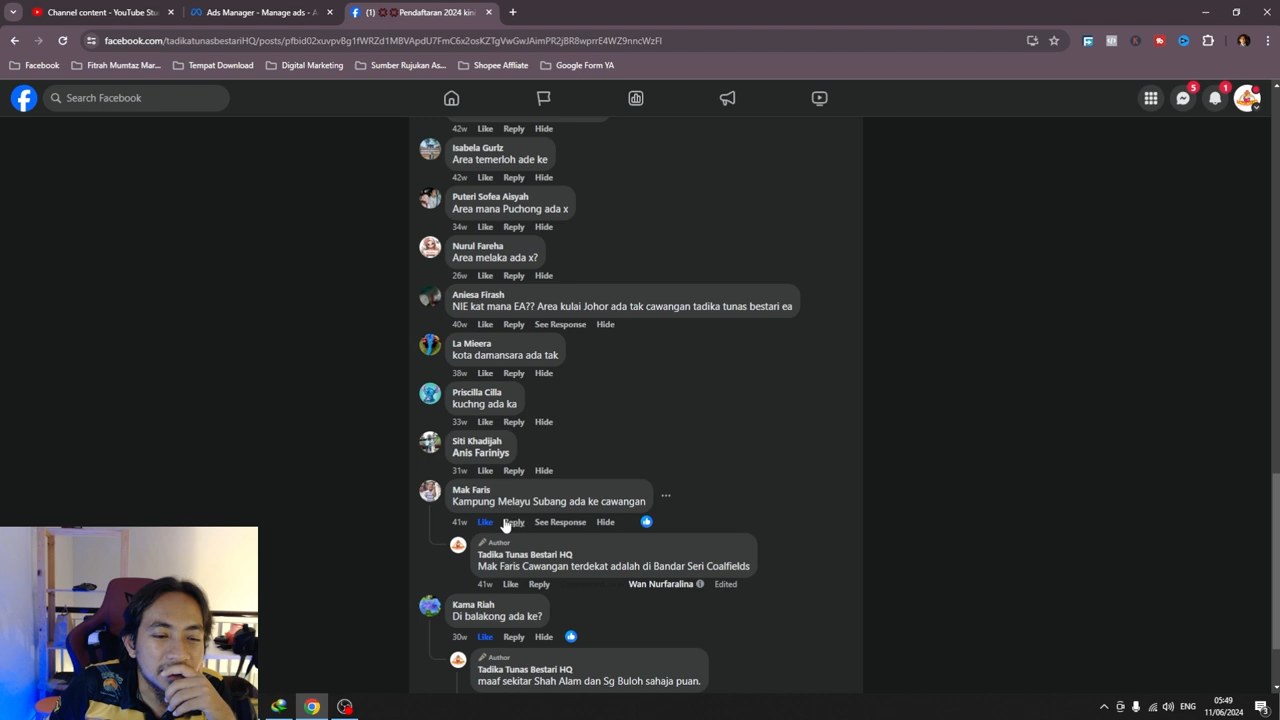 Channel content - YouTube Stu
Ads Manager - Manage ads - A
(1) Pendaftaran 2024 kin
facebook.com/tadikatunasbestariHQ/posts/pfbid02xuvpvBg1fWRZd1MBVApdU7FmC6x2osKZTgVwGwJAimPR2jBR8wprrE4WZ9nncWzFl
Facebook
Fitrah Mumtaz Mar...
Tempat Download
Digital Marketing
Sumber Rujukan As...
Shopee Affliate
Google Form YA
Search Facebook
5
1
42w Like Reply Hide
Isabela Gurlz
Area temerloh ade ke
42w Like Reply Hide
Puteri Sofea Aisyah
Area mana Puchong ada x
34w Like Reply Hide
Nurul Fareha
Area melaka ada x?
26w Like Reply Hide
Aniesa Firash
NIE kat mana EA?? Area kulai Johor ada tak cawangan tadika tunas bestari ea
40w Like Reply See Response Hide
La Mieera
kota damansara ada tak
38w Like Reply Hide
Priscilla Cilla
kuchng ada ka
33w Like Reply Hide
Siti Khadijah
Anis Fariniys
31w Like Reply Hide
Mak Faris
Kampung Melayu Subang ada ke cawangan
41w Like Reply See Response Hide
Author
Tadika Tunas Bestari HQ
Mak Faris Cawangan terdekat adalah di Bandar Seri Coalfields
41w Like Reply Wan Nurfaralina Edited
Kama Riah
Di balakong ada ke?
30w Like Reply Hide
Author
Tadika Tunas Bestari HQ
maaf sekitar Shah Alam dan Sg Buloh sahaja puan.
ENG
05:49
11/06/2024
3